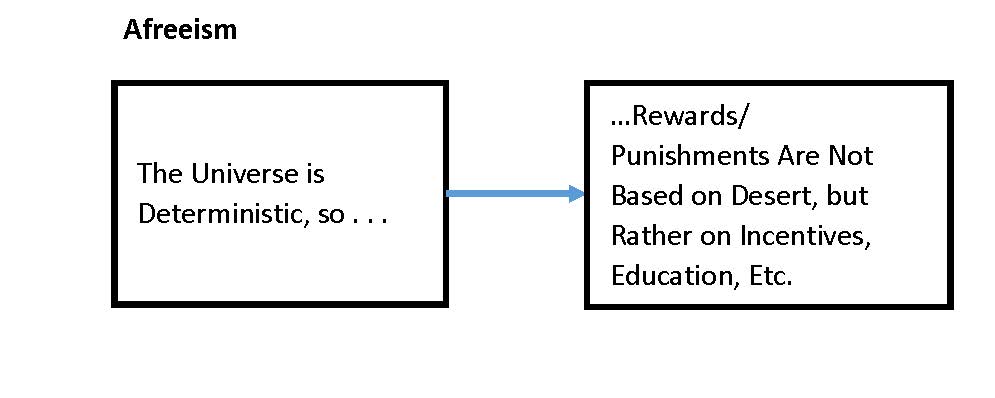 Afreeism
The Universe is
Deterministic, so . . .
...Rewards/
Punishments Are Not
Based on Desert, but
Rather on Incentives,
Education, Etc.